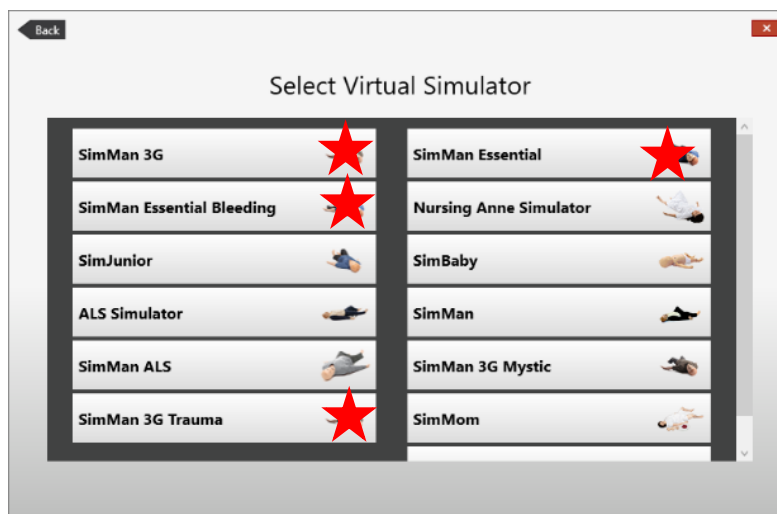 Back
Select Virtual Simulator
SimMan 3G
SimMan Essential
SimMan Essential Bleeding
Nursing Anne Simulator
SimJunior
SimBaby
ALS Simulator
SimMan
SimMan ALS
SimMan 3G Mystic
SimMan 3G Trauma
SimMom